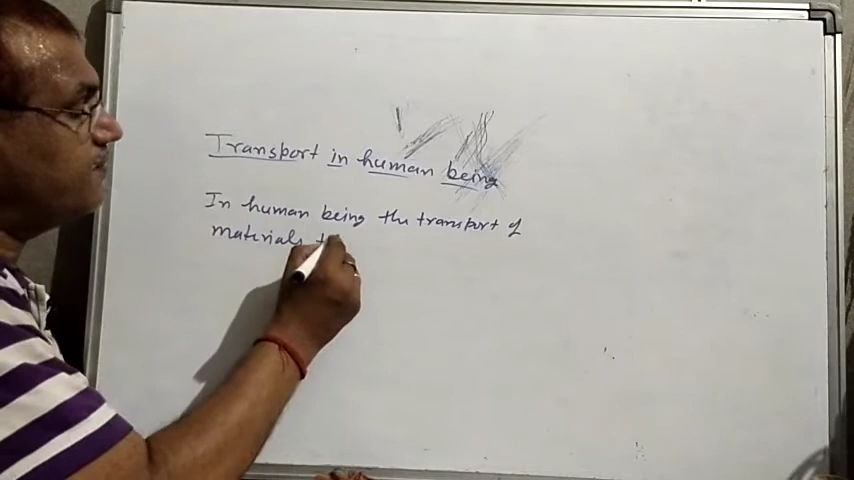 Transport in human being
In human being the transport of
materials t